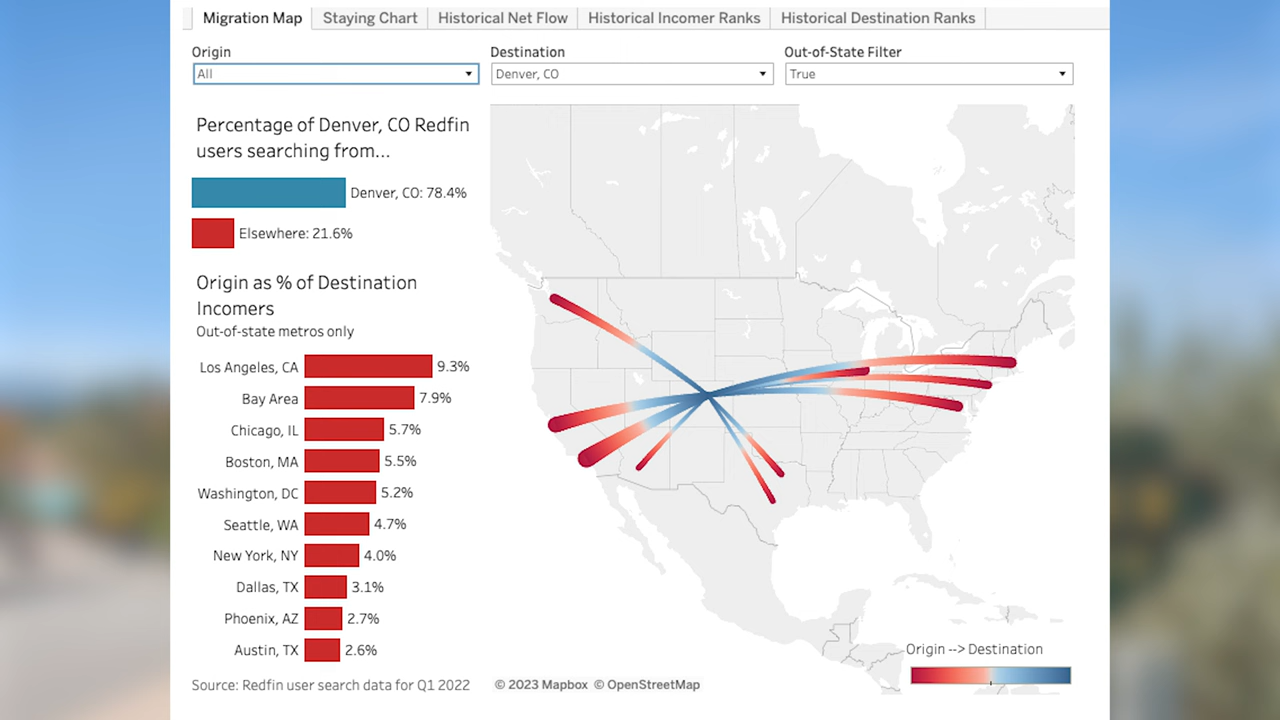 Migration Map
Staying Chart
Historical Net Flow
Historical Incomer Ranks
Historical Destination Ranks
Origin
All
Destination
Denver, CO
Out-of-State Filter
True
Percentage of Denver, CO Redfin
users searching from...
Denver, CO: 78.4%
Elsewhere: 21.6%
Origin as % of Destination
Incomers
Out-of-state metros only
Los Angeles, CA 9.3%
Bay Area 7.9%
Chicago, IL 5.7%
Boston, MA 5.5%
Washington, DC 5.2%
Seattle, WA 4.7%
New York, NY 4.0%
Dallas, TX 3.1%
Phoenix, AZ 2.7%
Austin, TX 2.6%
Source: Redfin user search data for Q1 2022
© 2023 Mapbox © OpenStreetMap
Origin --> Destination